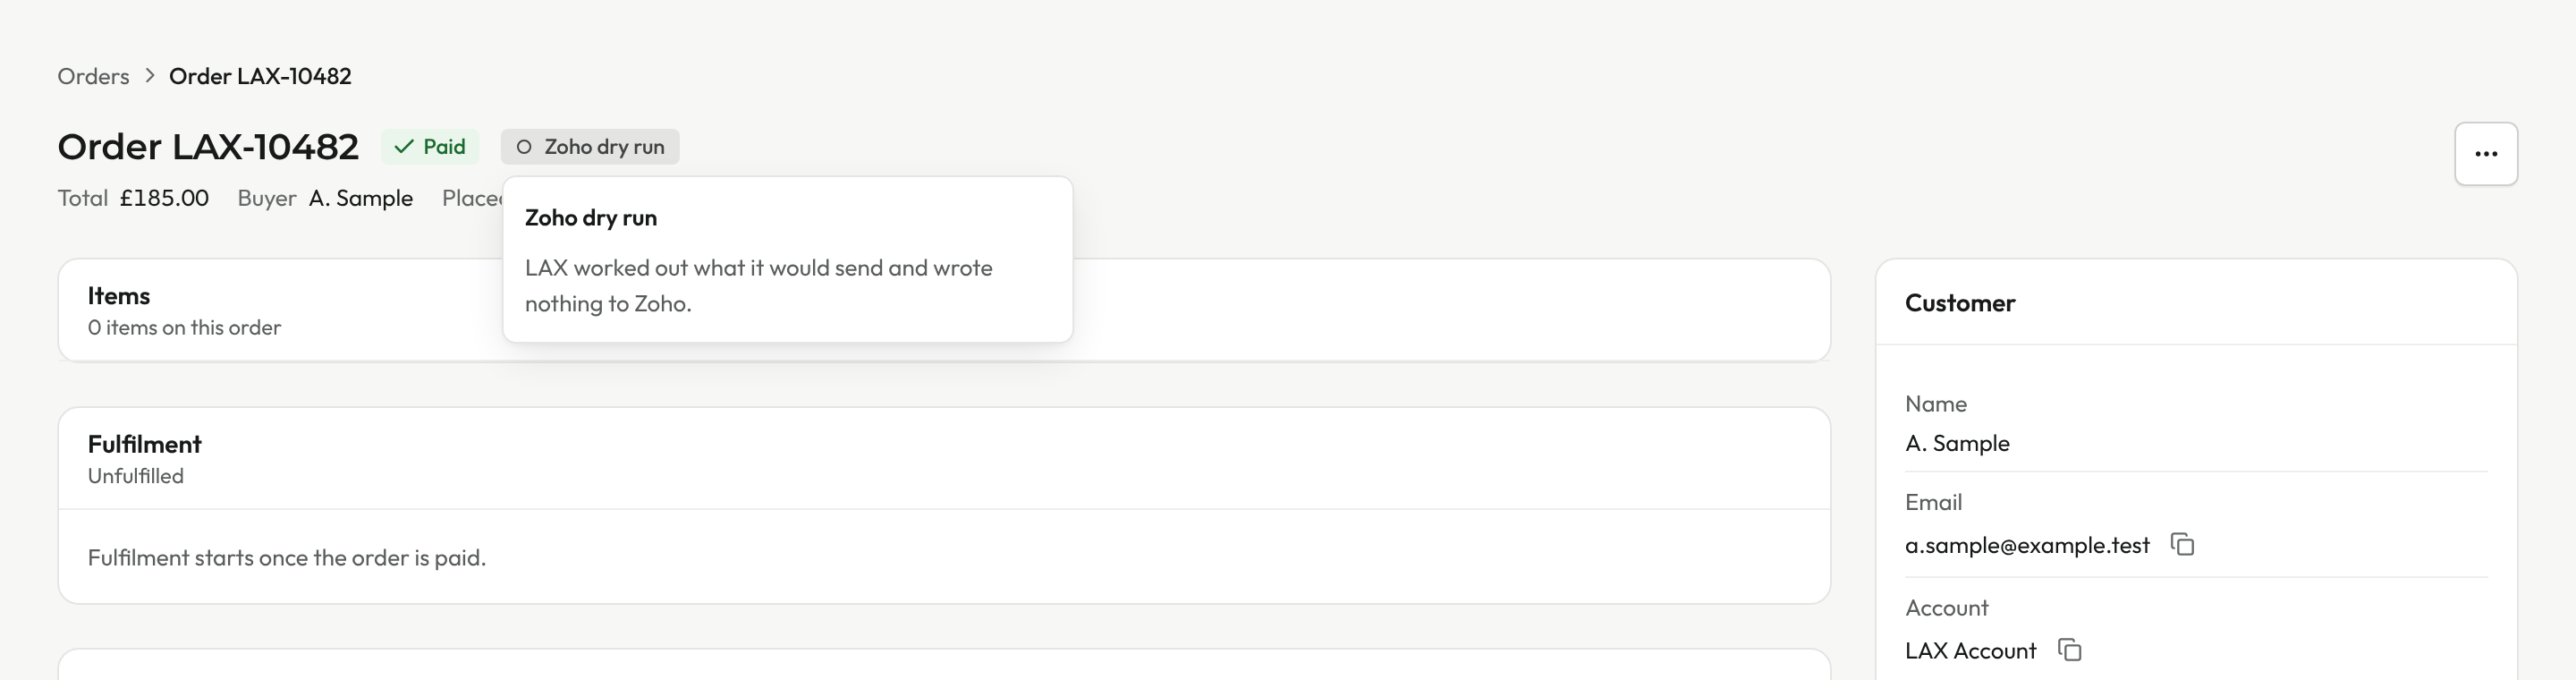 Orders > Order LAX-10482
Order LAX-10482 Paid Zoho dry run
Total £185.00 Buyer A. Sample
Zoho dry run
LAX worked out what it would send and wrote
nothing to Zoho.
Items
0 items on this order
Fulfilment
Unfulfilled
Fulfilment starts once the order is paid.
Customer
Name
A. Sample
Email
a.sample@example.test
Account
LAX Account